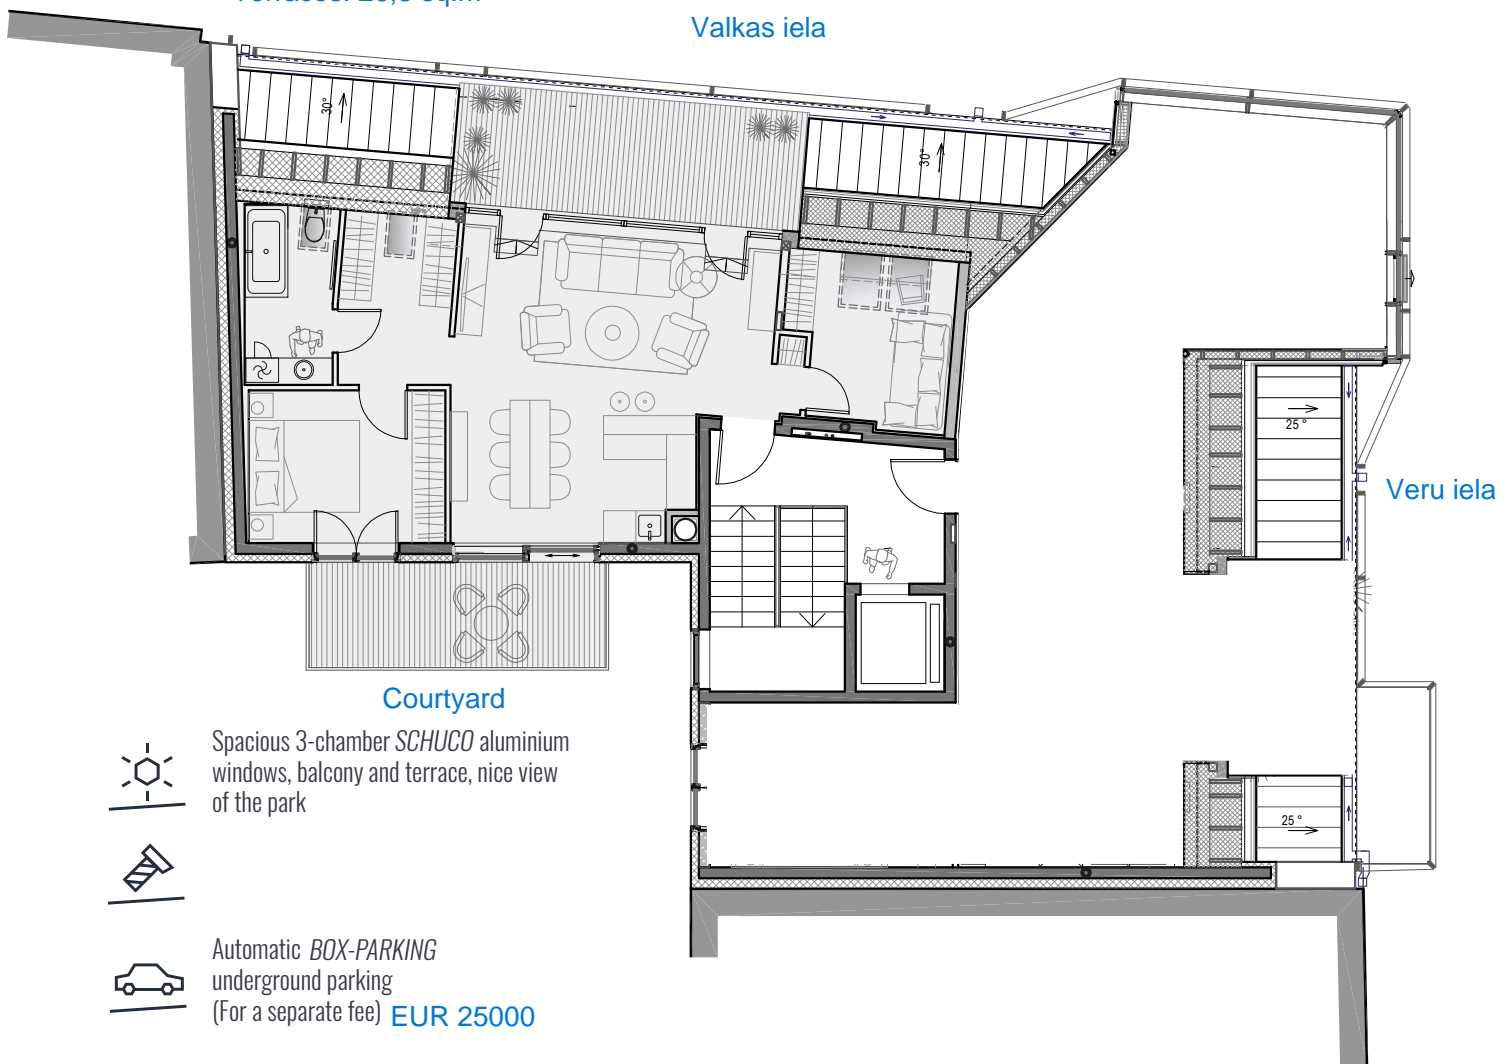 Valkas iela
30°
30°
25 °
Veru iela
Courtyard
Spacious 3-chamber SCHUCO aluminium
windows, balcony and terrace, nice view
of the park
25 °
Automatic BOX-PARKING
underground parking
(For a separate fee) EUR 25000